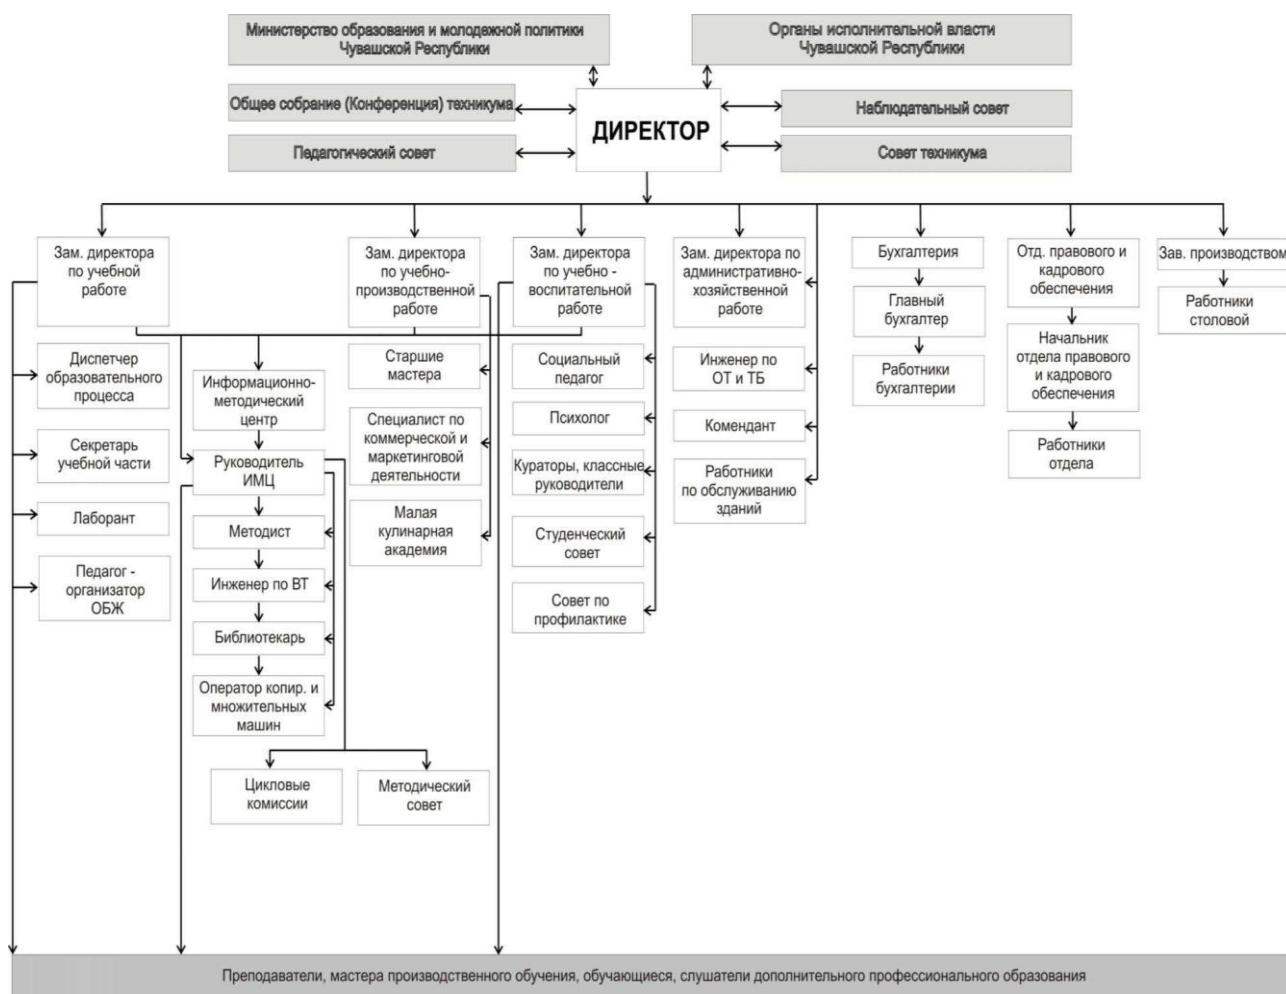 Министерство образования и молодежной политики
Чувашской Республики
Органы исполнительной власти
Чувашской Республики
Общее собрание (Конференция) техникума
Наблюдательный совет
ДИРЕКТОР
Педагогический совет
Совет техникума
Зам. директора
по учебной
работе
Зам. директора
по учебно-
производственной
работе
Зам. директора
по учебно -
воспитательной
работе
Зам. директора по
административно-
хозяйственной
работе
Бухгалтерия
Отд. правового и
кадрового
обеспечения
Зав. производством
Главный
бухгалтер
Работники
столовой
Работники
бухгалтерии
Начальник
отдела правового
и кадрового
обеспечения
Работники
отдела
Диспетчер
образовательного
процесса
Секретарь
учебной части
Лаборант
Педагог -
организатор
ОБЖ
Информационно-
методический
центр
Руководитель
ИМЦ
Методист
Инженер по ВТ
Библиотекарь
Оператор копир. и
множительных
машин
Цикловые
комиссии
Методический
совет
Старшие
мастера
Специалист по
коммерческой и
маркетинговой
деятельности
Малая
кулинарная
академия
Социальный
педагог
Психолог
Кураторы, классные
руководители
Студенческий
совет
Совет по
профилактике
Инженер по
ОТ и ТБ
Комендант
Работники
по обслуживанию
зданий
Преподаватели, мастера производственного обучения, обучающиеся, слушатели дополнительного профессионального образования